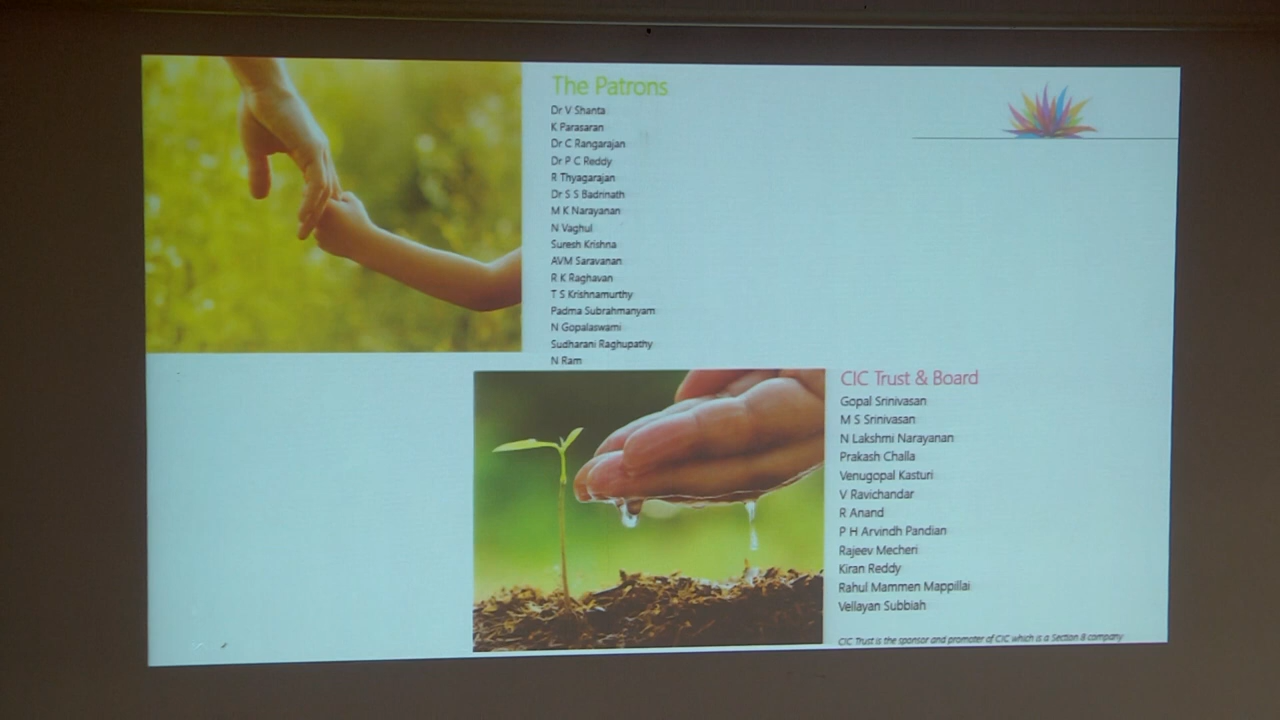 The Patrons
Dr V Shanta
K Parasaran
Dr C Rangarajan
Dr P C Reddy
R Thyagarajan
Dr S S Badrinath
M K Narayanan
N Vaghul
Suresh Krishna
AVM Saravanan
R K Raghavan
T S Krishnamurthy
Padma Subrahmanyam
N Gopalaswami
Sudharani Raghupathy
N Ram
CIC Trust & Board
Gopal Srinivasan
M S Srinivasan
N Lakshmi Narayanan
Prakash Challa
Venugopal Kasturi
V Ravichandar
R Anand
P H Arvindh Pandian
Rajeev Mecheri
Kiran Reddy
Rahul Mammen Mappillai
Vellayan Subbiah
CIC Trust is the sponsor and promoter of CIC which is a Section 8 company